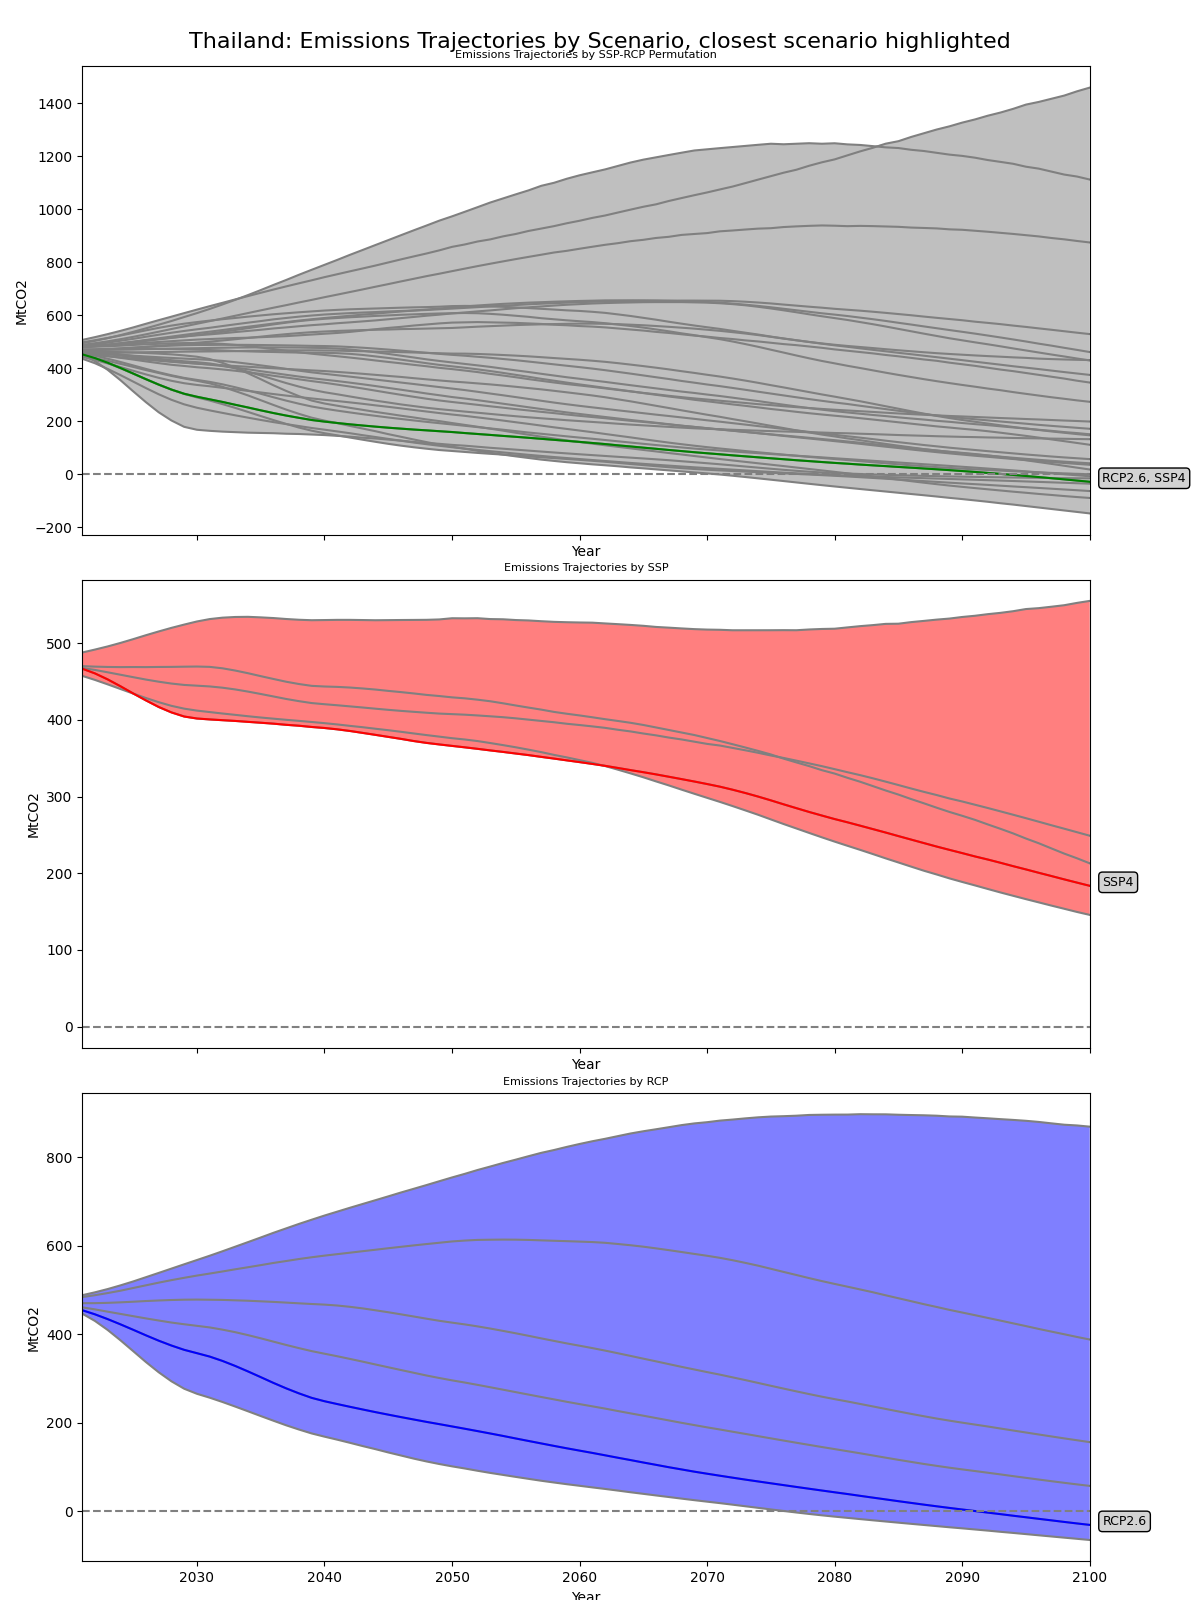 Thailand: Emissions Trajectories by Scenario, closest scenario highlighted
Emissions Trajectories by SSP-RCP Permutation
1400
1200
1000
800
600
400
200
0
−200
MtCO2
RCP2.6, SSP4
Year
Emissions Trajectories by SSP
500
400
300
200
100
0
MtCO2
SSP4
Year
Emissions Trajectories by RCP
800
600
400
200
0
MtCO2
RCP2.6
2030 2040 2050 2060 2070 2080 2090 2100
Year